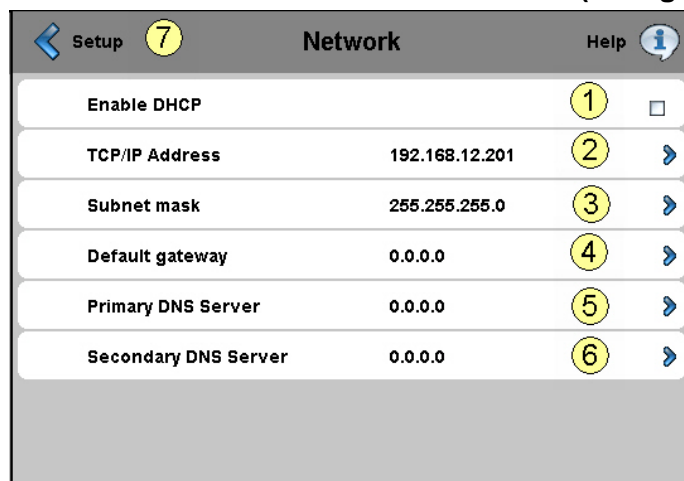 Setup 7 Network Help
Enable DHCP 1
TCP/IP Address 192.168.12.201 2
Subnet mask 255.255.255.0 3
Default gateway 0.0.0.0 4
Primary DNS Server 0.0.0.0 5
Secondary DNS Server 0.0.0.0 6